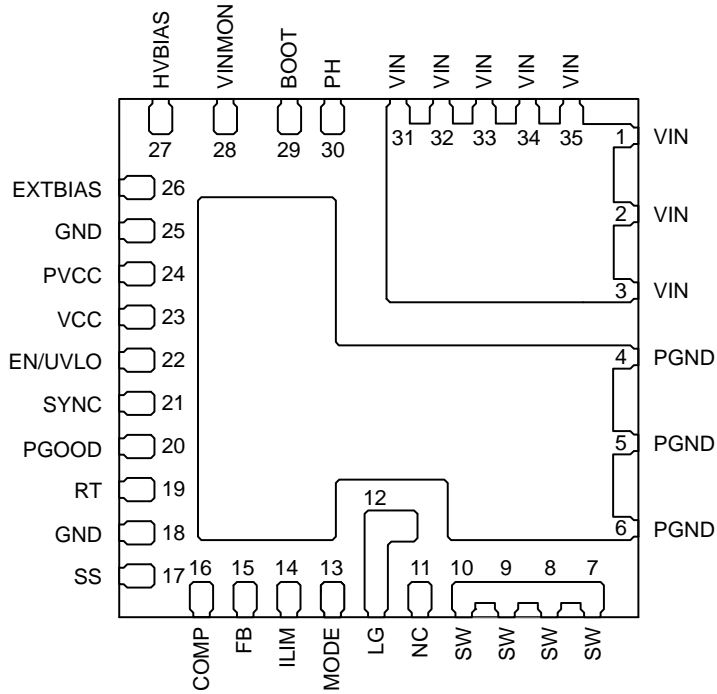 HVBIAS VINMON BOOT PH VIN VIN VIN VIN VIN
27 28 29 30 31 32 33 34 35 1 VIN
EXTBIAS 26
GND 25 2 VIN
PVCC 24
VCC 23 3 VIN
EN/UVLO 22 4 PGND
SYNC 21
PGOOD 20 5 PGND
RT 19 12
GND 18 6 PGND
SS 17 16 15 14 13 11 10 9 8 7
COMP FB ILIM MODE LG NC SW SW SW SW